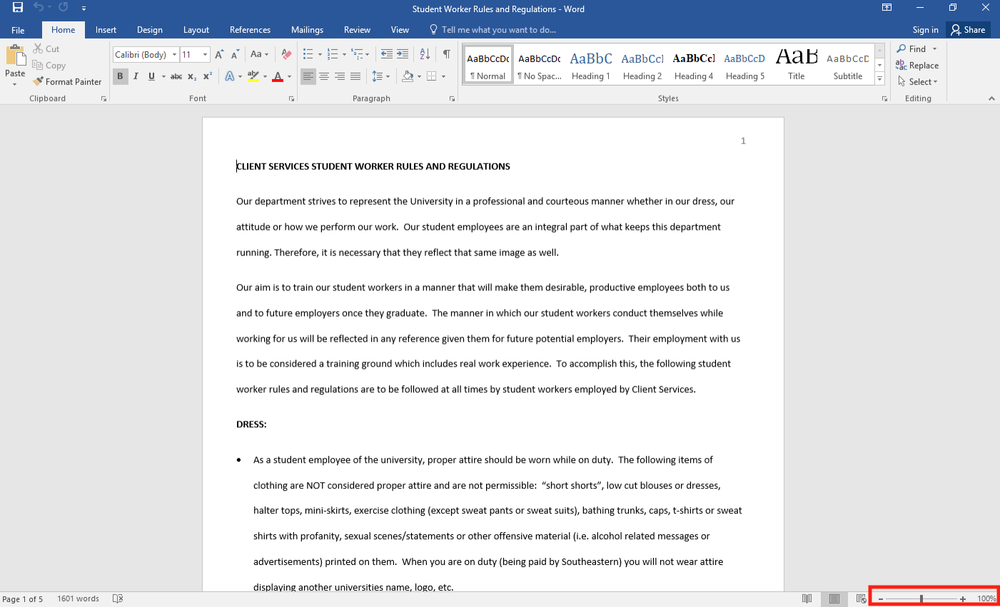 Student Worker Rules and Regulations - Word
File Home Insert Design Layout References Mailings Review View Tell me what you want to do... Sign in Share
Paste
Cut
Copy
Format Painter
Clipboard
Calibri (Body) 11
Font
Paragraph
AaBbCcDc AaBbCcDc AaBbC AaBbCcI AaBbCcI AaBbCcD AaB AaBbCcD
¶ Normal ¶ No Spac... Heading 1 Heading 2 Heading 4 Heading 5 Title Subtitle
Styles
Find
Replace
Select
Editing
1
CLIENT SERVICES STUDENT WORKER RULES AND REGULATIONS
Our department strives to represent the University in a professional and courteous manner whether in our dress, our
attitude or how we perform our work.  Our student employees are an integral part of what keeps this department
running. Therefore, it is necessary that they reflect that same image as well.
Our aim is to train our student workers in a manner that will make them desirable, productive employees both to us
and to future employers once they graduate.  The manner in which our student workers conduct themselves while
working for us will be reflected in any reference given them for future potential employers.  Their employment with us
is to be considered a training ground which includes real work experience.  To accomplish this, the following student
worker rules and regulations are to be followed at all times by student workers employed by Client Services.
DRESS:
• As a student employee of the university, proper attire should be worn while on duty.  The following items of
clothing are NOT considered proper attire and are not permissible:  “short shorts”, low cut blouses or dresses,
halter tops, mini-skirts, exercise clothing (except sweat pants or sweat suits), bathing trunks, caps, t-shirts or sweat
shirts with profanity, sexual scenes/statements or other offensive material (i.e. alcohol related messages or
advertisements) printed on them.  When you are on duty (being paid by Southeastern) you will not wear attire
displaying another universities name, logo, etc.
Page 1 of 5 1601 words 100%